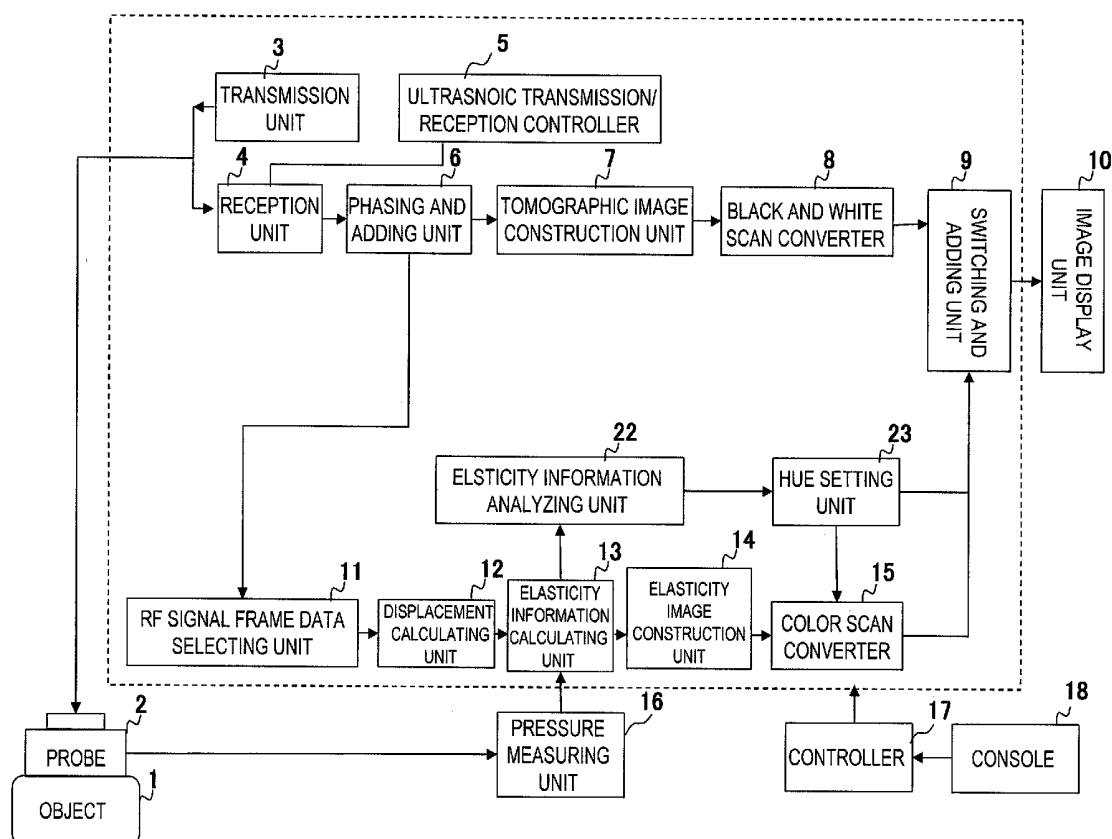 3
TRANSMISSION
UNIT
5
ULTRASNOIC TRANSMISSION/
RECEPTION CONTROLLER
4
RECEPTION
UNIT
6
PHASING AND
ADDING UNIT
7
TOMOGRAPHIC IMAGE
CONSTRUCTION UNIT
8
BLACK AND WHITE
SCAN CONVERTER
9
SWITCHING AND
ADDING UNIT
10
IMAGE DISPLAY
UNIT
22
ELSTICITY INFORMATION
ANALYZING UNIT
23
HUE SETTING
UNIT
11
RF SIGNAL FRAME DATA
SELECTING UNIT
12
DISPLACEMENT
CALCULATING
UNIT
13
ELASTICITY
INFORMATION
CALCULATING
UNIT
14
ELASTICITY
IMAGE
CONSTRUCTION
UNIT
15
COLOR SCAN
CONVERTER
2
PROBE
1
OBJECT
16
PRESSURE
MEASURING
UNIT
17
CONTROLLER
18
CONSOLE